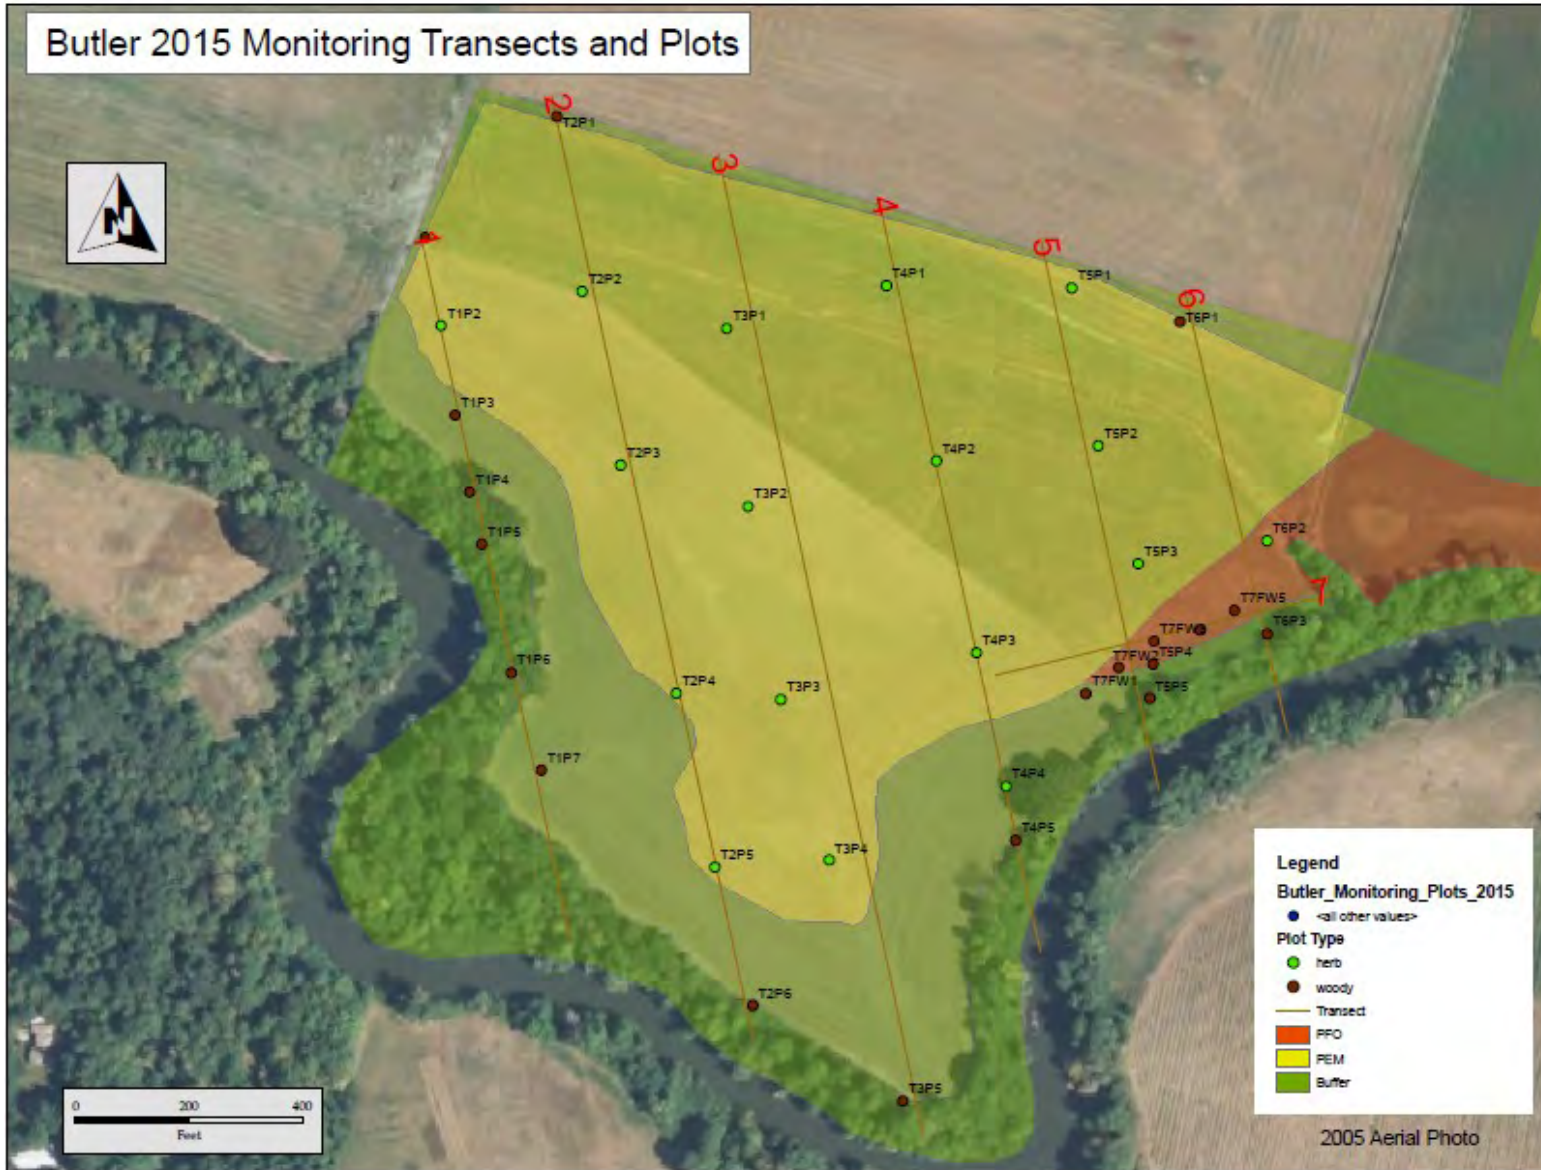 Butler 2015 Monitoring Transects and Plots
N
2
T2P1
3
4
5
6
1
T2P2
T4P1
T5P1
T6P1
T1P2
T3P1
T1P3
T2P3
T4P2
T5P2
T1P4
T3P2
T1P5
T5P3
T6P2
7
T7FW5
T6P3
T7FW3
T4P3
T7FW2
T5P4
T1P6
T2P4
T3P3
T7FW1
T5P5
T1P7
T4P4
T4P5
T2P5
T3P4
T2P6
T3P5
Legend
Butler_Monitoring_Plots_2015
<all other values>
Plot Type
herb
woody
Transect
PFO
PEM
Buffer
0 200 400
Feet
2005 Aerial Photo